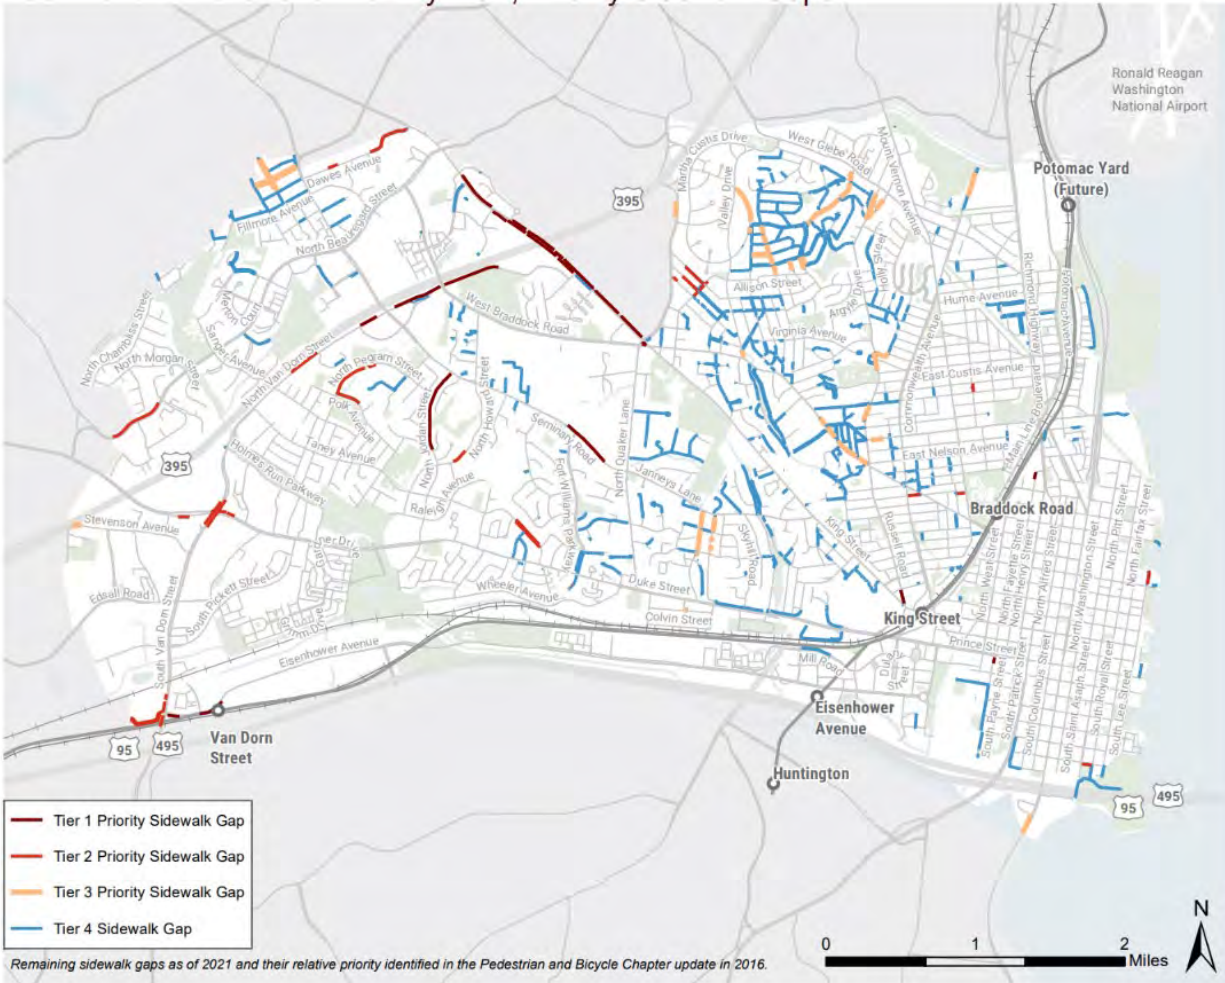 Ronald Reagan
Washington
National Airport
Martha Custis Drive
West Glebe Road
Mount Vernon Avenue
Potomac Yard
(Future)
395
Dawes Avenue
Fillmore Avenue
North Beauregard Street
Valley Drive
Holly Street
Argyle Drive
Allison Street
Hume Avenue
Richmond Highway
Potomac Avenue
Merton Court
West Braddock Road
Virginia Avenue
North Chambliss Street
North Morgan Street
Sanger Avenue
North Van Dorn Street
North Pegram Street
Polk Avenue
Commonwealth Avenue
East Custis Avenue
North Jordan Street
North Howard Street
Seminary Road
North Quaker Lane
Taney Avenue
East Nelson Avenue
395
Holmes Run Parkway
Raleigh Avenue
Fort Williams Parkway
Janneys Lane
Braddock Road
Stevenson Avenue
King Street
Russell Road
Skyhill Road
North West Street
North Fayette Street
North Henry Street
North Alfred Street
North Washington Street
North Pitt Street
North Fairfax Street
Edsall Road
South Pickett Street
South Van Dorn Street
Wheeler Avenue
Duke Street
Colvin Street
King Street
Eisenhower Avenue
Prince Street
Mill Road
Dulany Street
South Payne Street
South Patrick Street
South Columbus Street
South Saint Asaph Street
South Royal Street
South Lee Street
Eisenhower
Avenue
Van Dorn
Street
95
495
Huntington
95
495
Tier 1 Priority Sidewalk Gap
Tier 2 Priority Sidewalk Gap
Tier 3 Priority Sidewalk Gap
Tier 4 Sidewalk Gap
N
0 1 2
Miles
Remaining sidewalk gaps as of 2021 and their relative priority identified in the Pedestrian and Bicycle Chapter update in 2016.